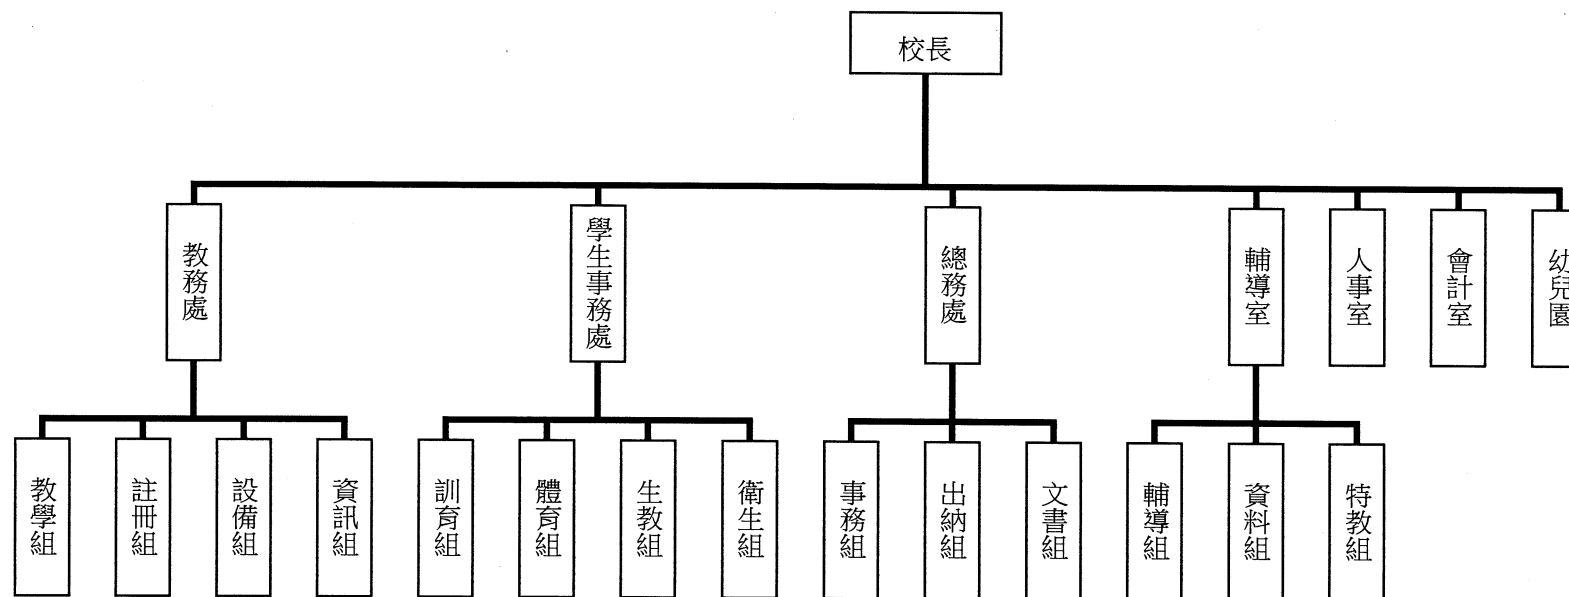 校長
教務處
學生事務處
總務處
輔導室
人事室
會計室
幼兒園
教學組
註冊組
設備組
資訊組
訓育組
體育組
生教組
衛生組
事務組
出納組
文書組
輔導組
資料組
特教組